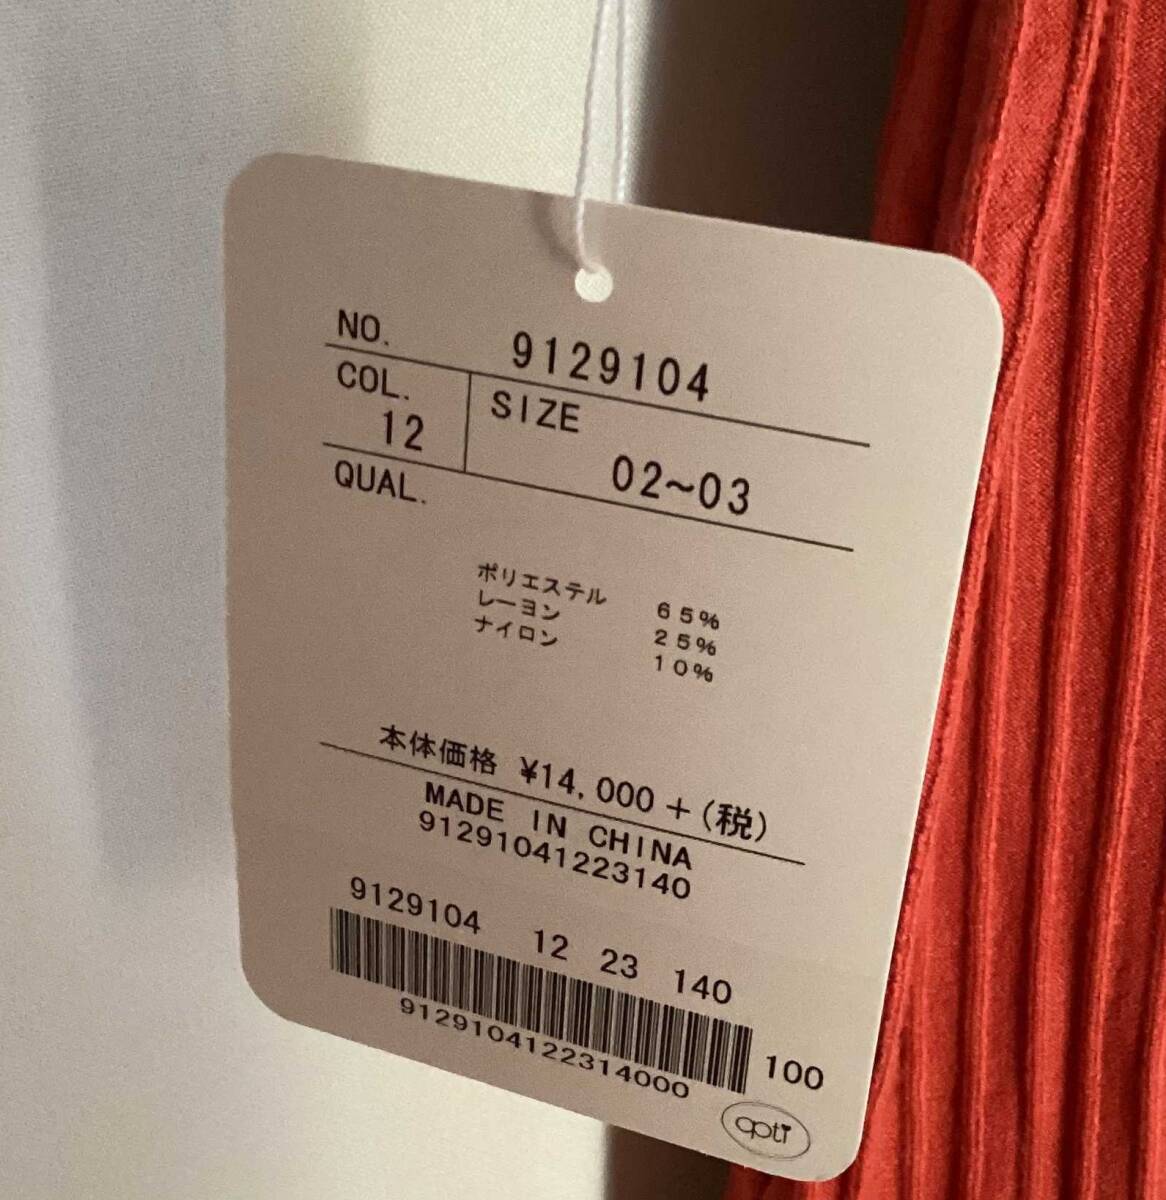 NO. 9129104
COL. SIZE
12 02~03
QUAL.
ポリエステル 65%
レーヨン 25%
ナイロン 10%
本体価格 ¥14,000+(税)
MADE IN CHINA
91291041223140
9129104 12 23 140
9129104122314000 100
opti